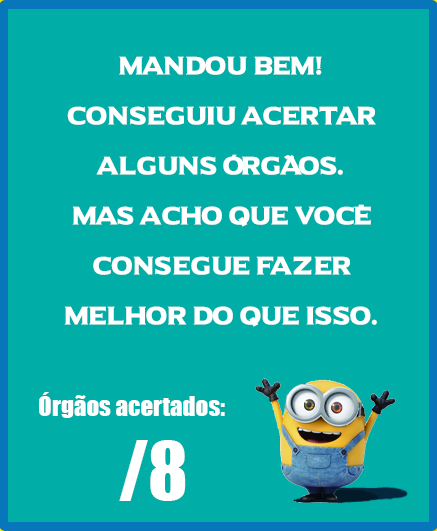 MANDOU BEM!
CONSEGUIU ACERTAR
ALGUNS ÓRGÃOS.
MAS ACHO QUE VOCÊ
CONSEGUE FAZER
MELHOR DO QUE ISSO.
Órgãos acertados:
/8